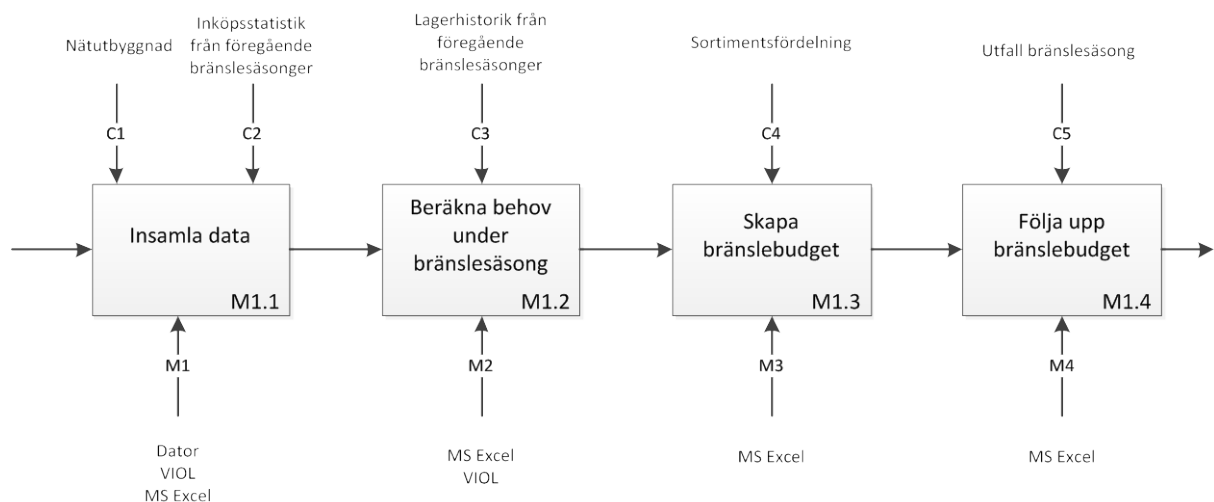 Nätutbyggnad
Inköpsstatistik
från föregående
bränslesäsonger
Lagerhistorik från
föregående
bränslesäsonger
Sortimentsfördelning
Utfall bränslesäsong
C1
C2
C3
C4
C5
Insamla data
M1.1
Beräkna behov
under
bränslesäsong
M1.2
Skapa
bränslebudget
M1.3
Följa upp
bränslebudget
M1.4
M1
M2
M3
M4
Dator
VIOL
MS Excel
MS Excel
VIOL
MS Excel
MS Excel